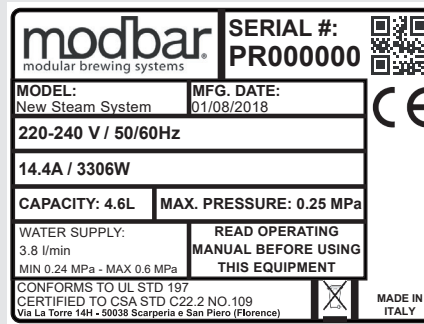 modbar.
modular brewing systems
SERIAL #:
PR000000
MODEL:
New Steam System
MFG. DATE:
01/08/2018
220-240 V / 50/60Hz
14.4A / 3306W
CAPACITY: 4.6L
MAX. PRESSURE: 0.25 MPa
WATER SUPPLY:
3.8 l/min
MIN 0.24 MPa - MAX 0.6 MPa
READ OPERATING
MANUAL BEFORE USING
THIS EQUIPMENT
CONFORMS TO UL STD 197
CERTIFIED TO CSA STD C22.2 NO.109
Via La Torre 14H - 50038 Scarperia e San Piero (Florence)
CE
MADE IN
ITALY